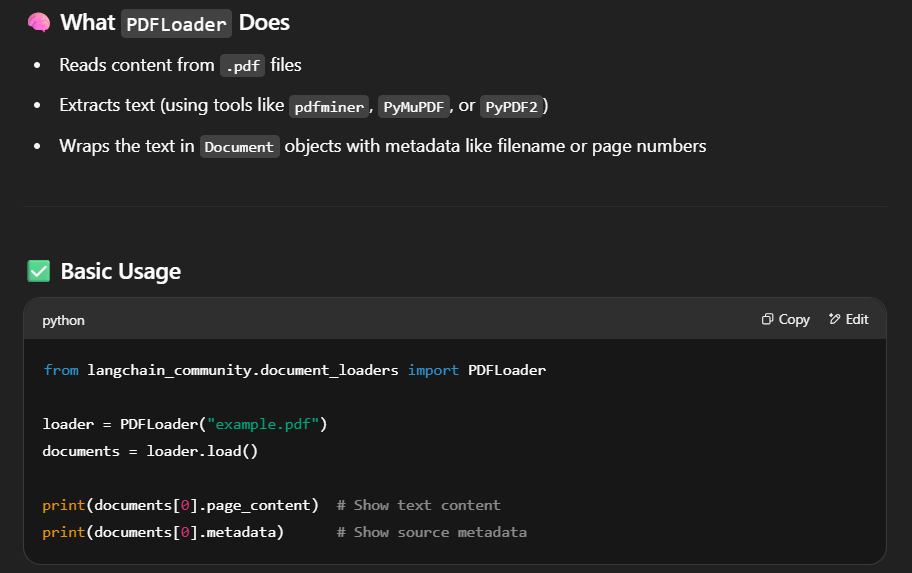 🧠 What PDFLoader Does
• Reads content from .pdf files
• Extracts text (using tools like pdfminer, PyMuPDF, or PyPDF2)
• Wraps the text in Document objects with metadata like filename or page numbers
✅ Basic Usage
python Copy Edit
from langchain_community.document_loaders import PDFLoader
loader = PDFLoader("example.pdf")
documents = loader.load()
print(documents[0].page_content)  # Show text content
print(documents[0].metadata)      # Show source metadata